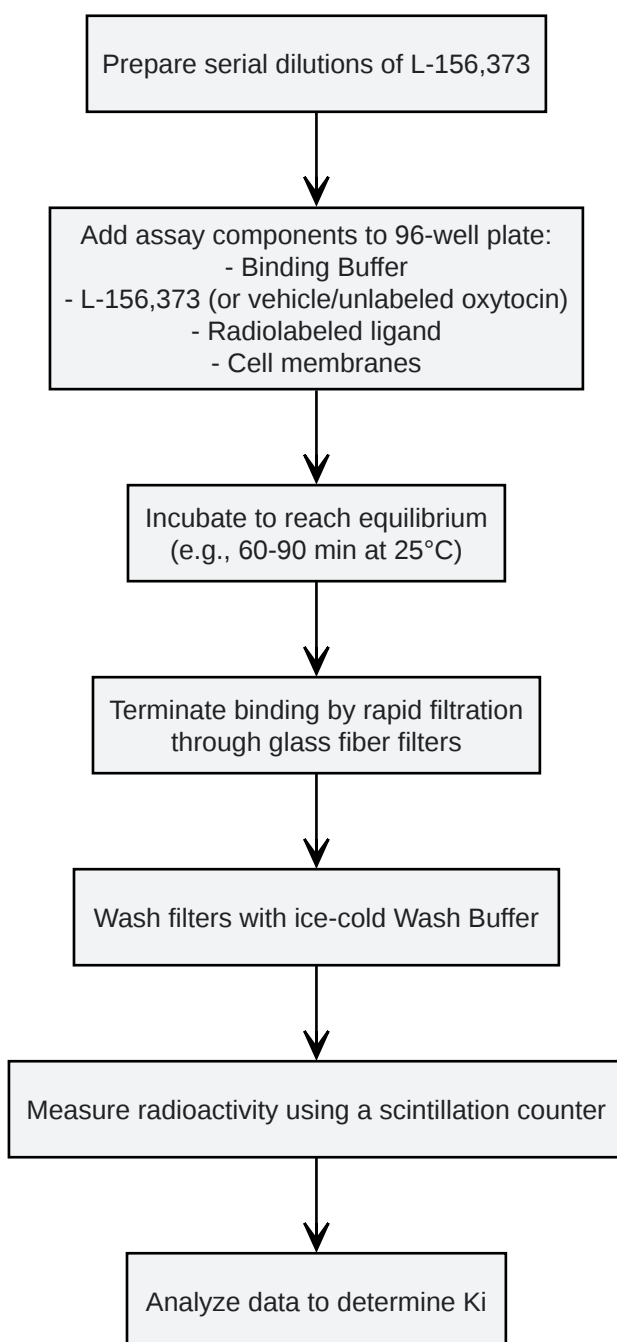 Prepare serial dilutions of L-156,373
Add assay components to 96-well plate:
- Binding Buffer
- L-156,373 (or vehicle/unlabeled oxytocin)
- Radiolabeled ligand
- Cell membranes
Incubate to reach equilibrium
(e.g., 60-90 min at 25°C)
Terminate binding by rapid filtration
through glass fiber filters
Wash filters with ice-cold Wash Buffer
Measure radioactivity using a scintillation counter
Analyze data to determine Ki